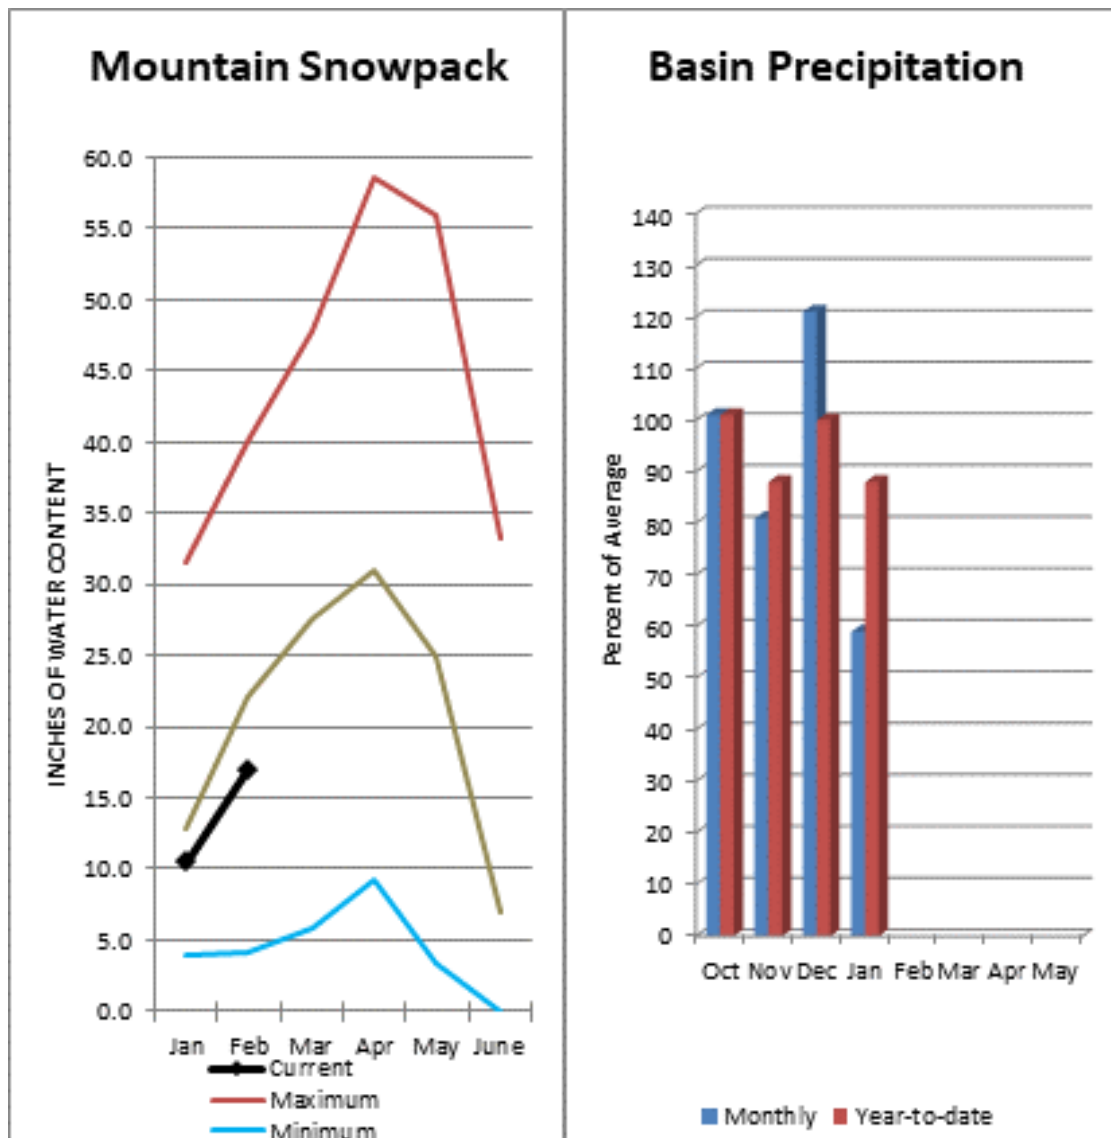 Mountain Snowpack
60.0
55.0
50.0
45.0
40.0
35.0
30.0
25.0
20.0
15.0
10.0
5.0
0.0
INCHES OF WATER CONTENT
Jan Feb Mar Apr May June
Current
Maximum
Minimum
Basin Precipitation
140
130
120
110
100
90
80
70
60
50
40
30
20
10
0
Percent of Average
Oct Nov Dec Jan Feb Mar Apr May
Monthly Year-to-date